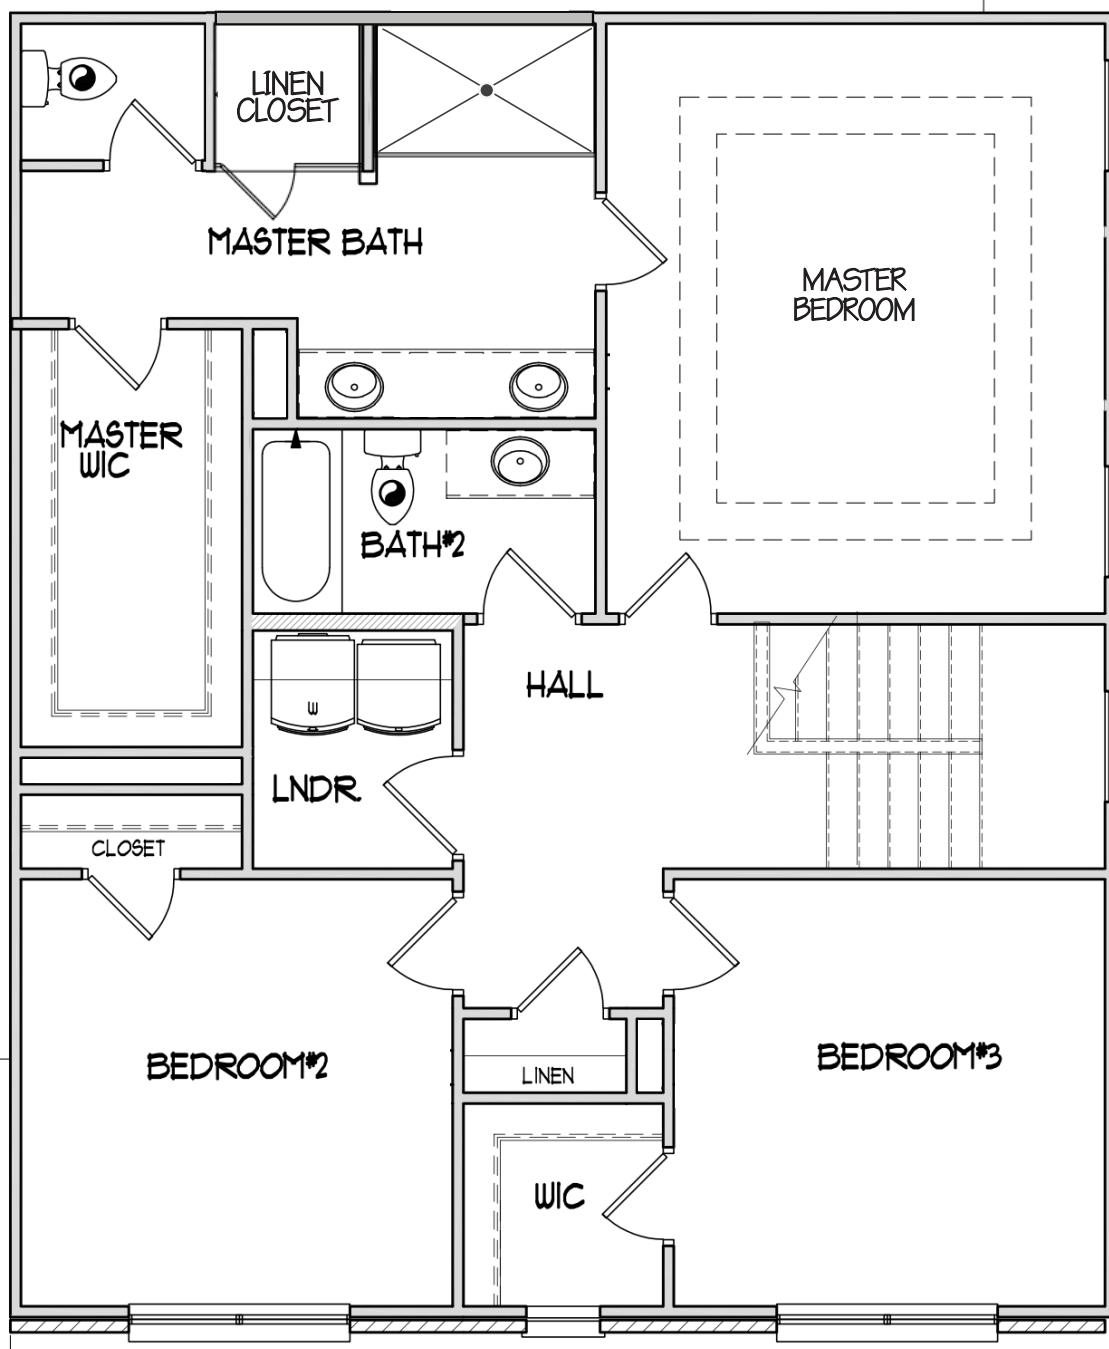 LINEN
CLOSET
MASTER BATH
MASTER
BEDROOM
MASTER
WIC
BATH#2
HALL
W
LNDR.
CLOSET
BEDROOM#2
BEDROOM#3
LINEN
WIC